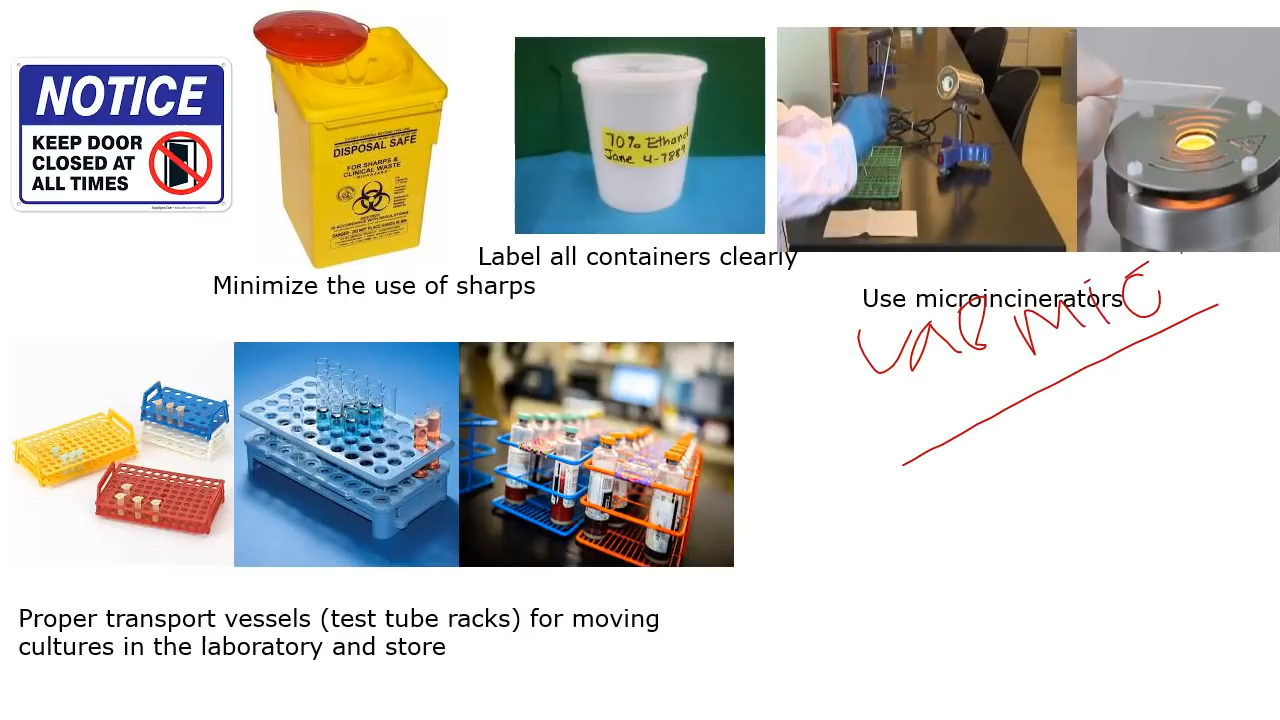 NOTICE
KEEP DOOR
CLOSED AT
ALL TIMES
DISPOSAL SAFE
FOR SHARPS &
CLINICAL WASTE
70% Ethanol
Jane 4-7889
Label all containers clearly
Minimize the use of sharps
Use microincinerators
Proper transport vessels (test tube racks) for moving
cultures in the laboratory and store